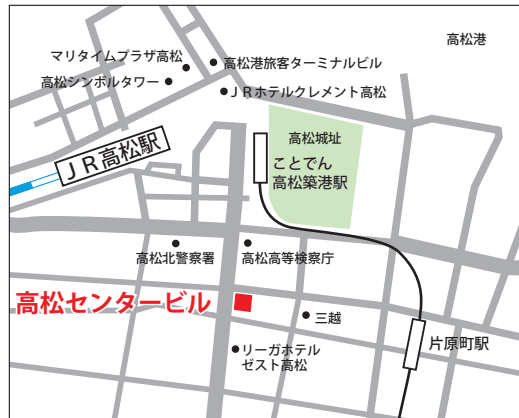 高松港
マリタイムプラザ高松
高松港旅客ターミナルビル
高松シンボルタワー
ＪＲホテルクレメント高松
高松城址
ＪＲ高松駅
ことでん
高松築港駅
高松北警察署
高松高等検察庁
高松センタービル
三越
片原町駅
リーガホテル
ゼスト高松